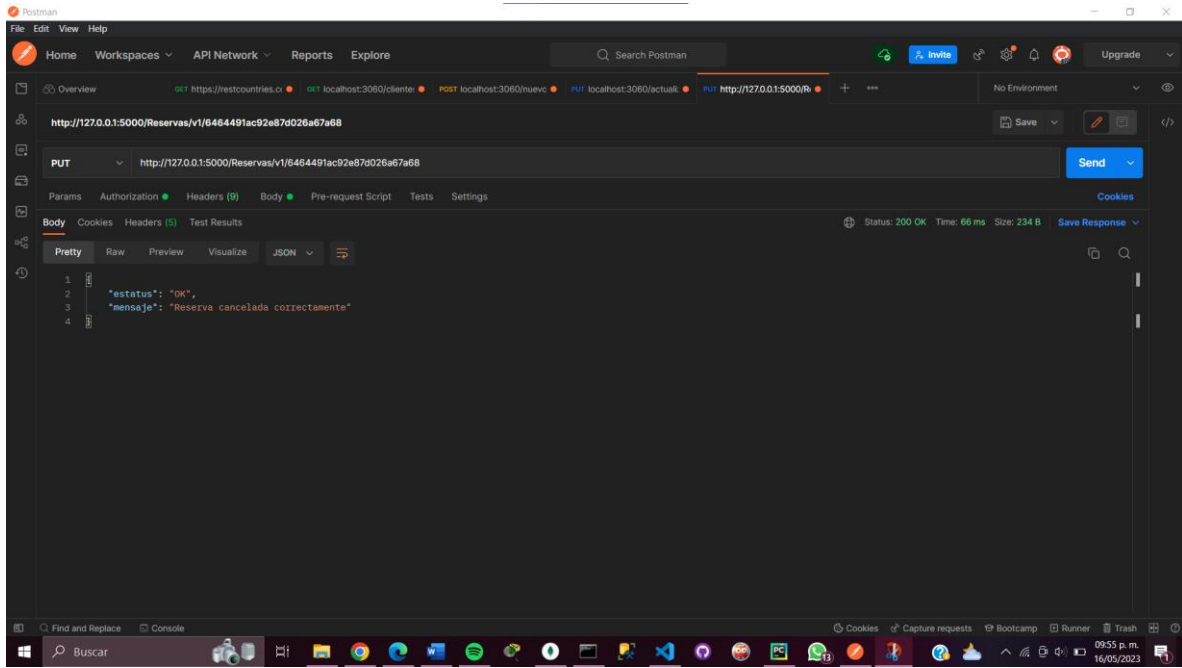 Postman
File Edit View Help
Home Workspaces API Network Reports Explore Search Postman Invite Upgrade
Overview GET https://restcountries.c GET localhost:3060/cliente: POST localhost:3060/nuevc PUT localhost:3060/actuali: PUT http://127.0.0.1:5000/R No Environment
http://127.0.0.1:5000/Reservas/v1/6464491ac92e87d026a67a68 Save
PUT http://127.0.0.1:5000/Reservas/v1/6464491ac92e87d026a67a68 Send
Params Authorization Headers (9) Body Pre-request Script Tests Settings Cookies
Body Cookies Headers (5) Test Results Status: 200 OK Time: 66 ms Size: 234 B Save Response
Pretty Raw Preview Visualize JSON
1 {
2 "estatus": "OK",
3 "mensaje": "Reserva cancelada correctamente"
4 }
Find and Replace Console Cookies Capture requests Bootcamp Runner Trash
Buscar 09:55 p. m.
16/05/2023